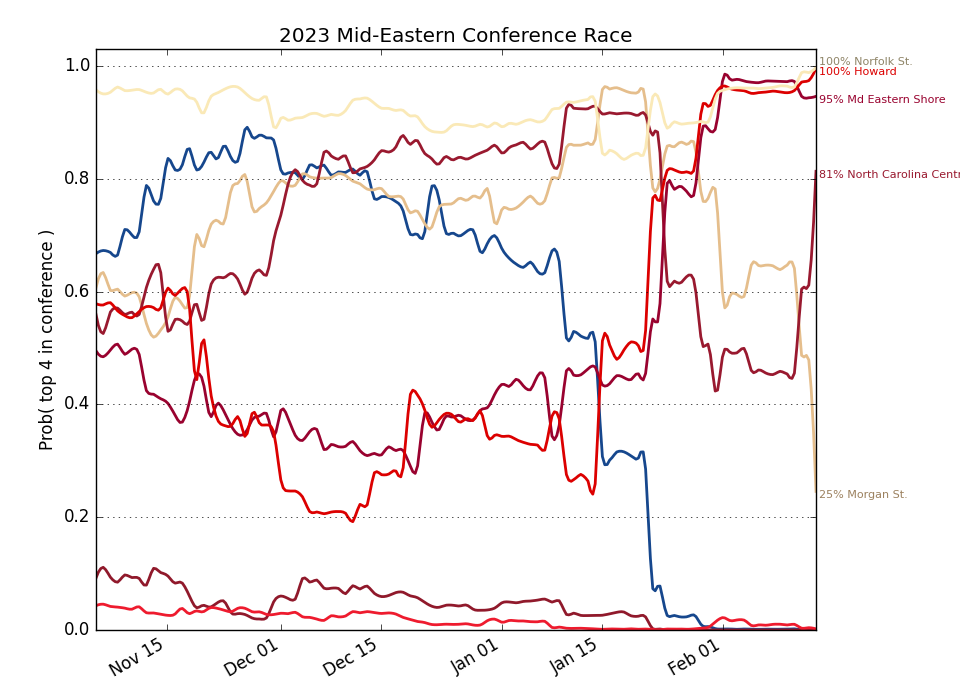 2023 Mid-Eastern Conference Race
Prob( top 4 in conference )
1.0
0.8
0.6
0.4
0.2
0.0
Nov 15
Dec 01
Dec 15
Jan 01
Jan 15
Feb 01
100% Norfolk St.
100% Howard
95% Md Eastern Shore
81% North Carolina Centr
25% Morgan St.